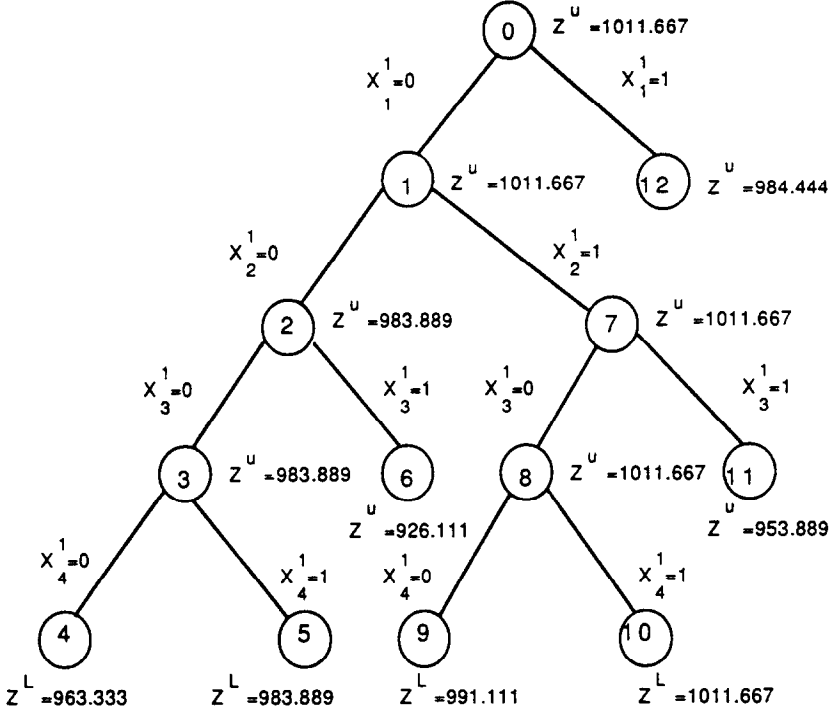 0 Z^u =1011.667
X_1^1=0 X_1^1=1
1 Z^u =1011.667 12 Z^u =984.444
X_2^1=0 X_2^1=1
2 Z^u =983.889 7 Z^u =1011.667
X_3^1=0 X_3^1=1 X_3^1=0 X_3^1=1
3 Z^u =983.889 6 8 Z^u =1011.667 11
Z^u =926.111 Z^u =953.889
X_4^1=0 X_4^1=1 X_4^1=0 X_4^1=1
4 5 9 10
Z^L =963.333 Z^L =983.889 Z^L =991.111 Z^L =1011.667